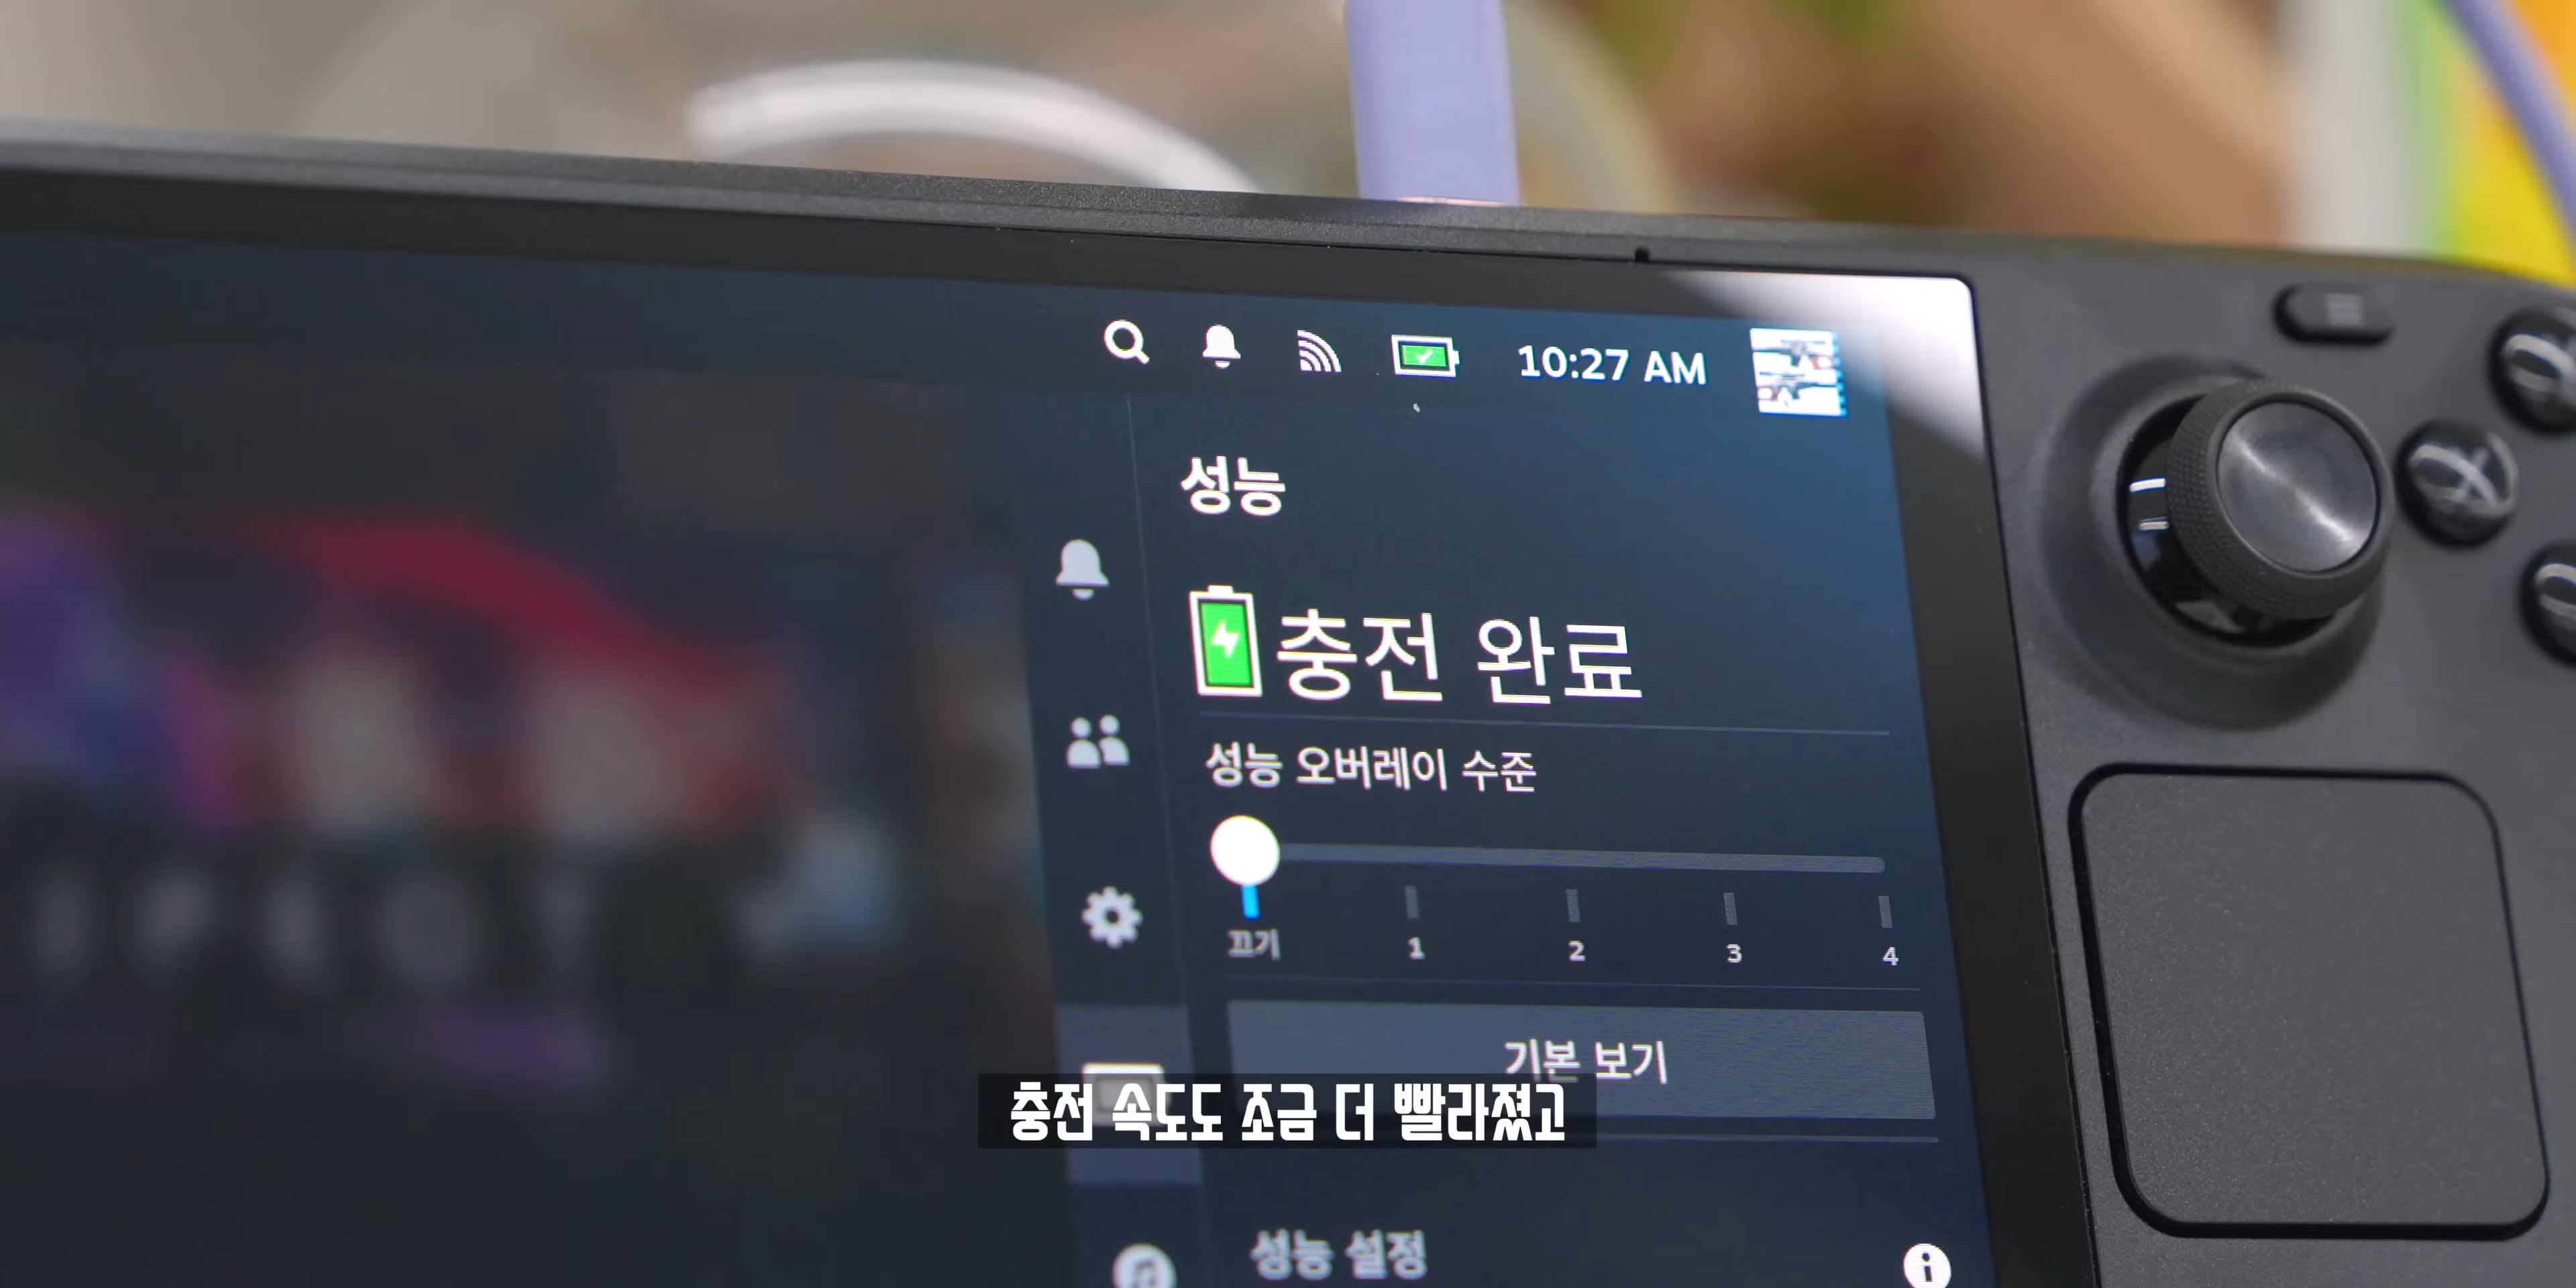 10:27 AM
성능
충전 완료
성능 오버레이 수준
끄기 1 2 3 4
기본 보기
충전 속도도 조금 더 빨라졌고
성능 설정